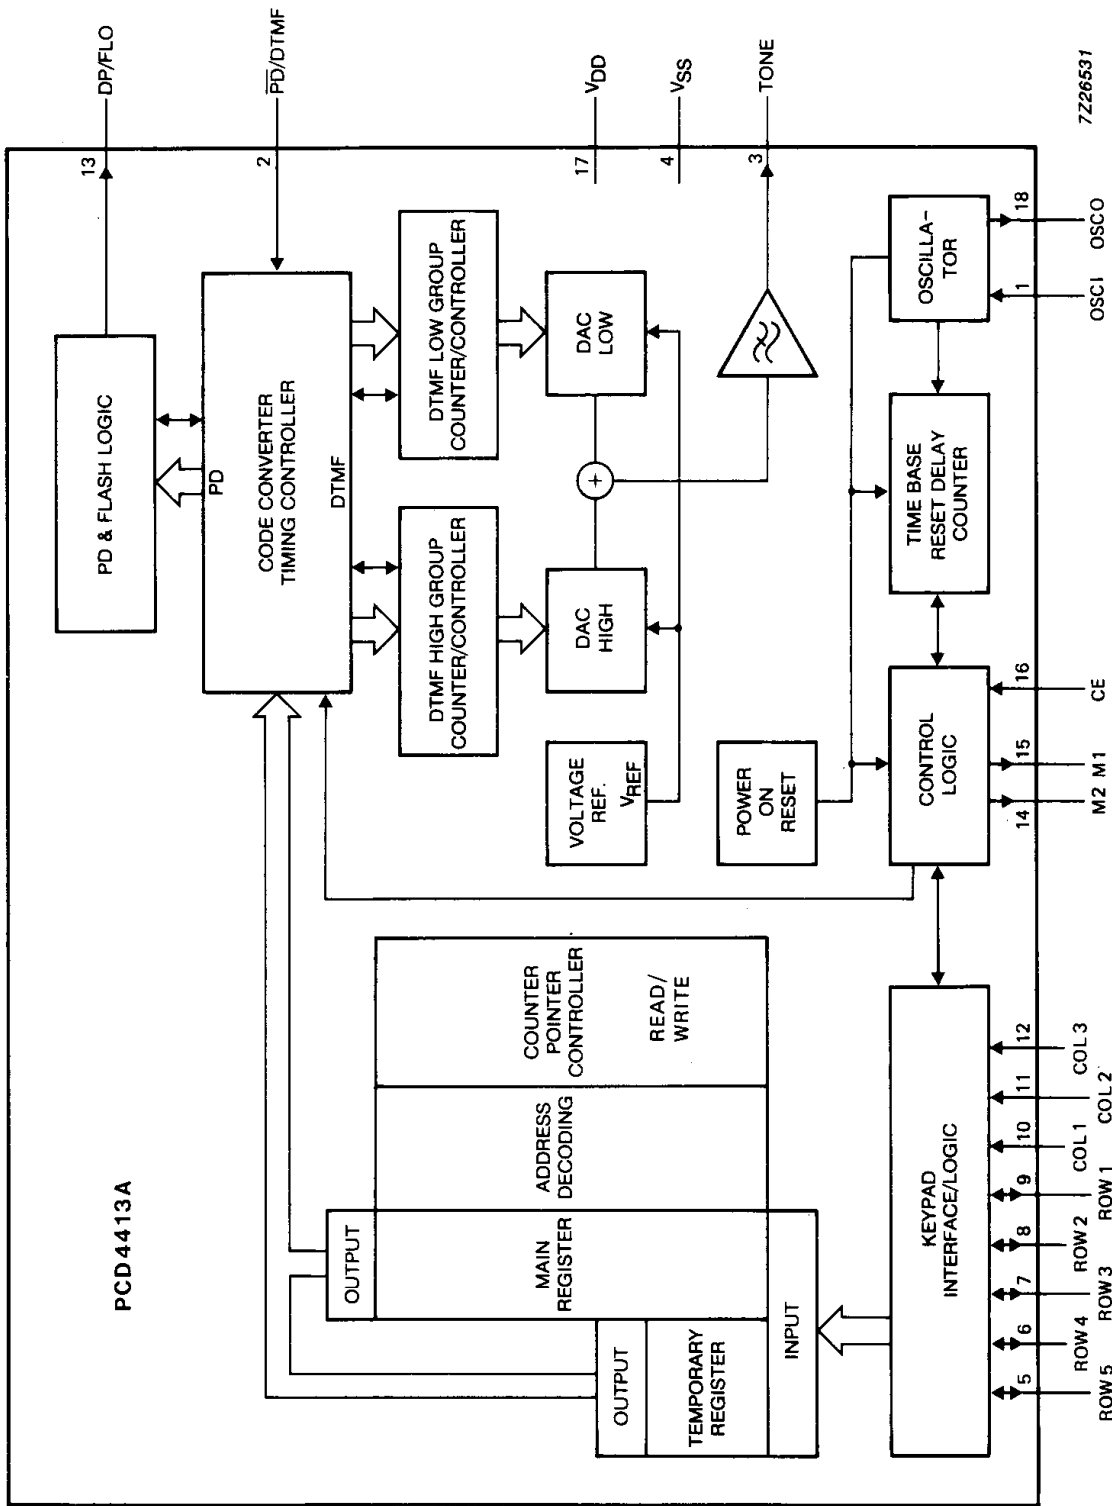 PCD4413A
OUTPUT
OUTPUT
TEMPORARY
REGISTER
MAIN
REGISTER
INPUT
ADDRESS
DECODING
COUNTER
POINTER
CONTROLLER
READ/
WRITE
KEYPAD
INTERFACE/LOGIC
5
6
7
8
9
10
11
12
ROW 5
ROW 4
ROW 3
ROW 2
ROW 1
COL 1
COL 2
COL 3
PD & FLASH LOGIC
13
DP/FLO
PD
CODE CONVERTER
TIMING CONTROLLER
DTMF
2
P̅D̅/DTMF
DTMF HIGH GROUP
COUNTER/CONTROLLER
DTMF LOW GROUP
COUNTER/CONTROLLER
VOLTAGE
REF.
VREF
DAC
HIGH
+
DAC
LOW
17
VDD
4
VSS
3
TONE
POWER
ON
RESET
CONTROL
LOGIC
14
15
16
M2
M1
CE
TIME BASE
RESET DELAY
COUNTER
OSCILLA-
TOR
1
18
OSCI
OSCO
7Z26531